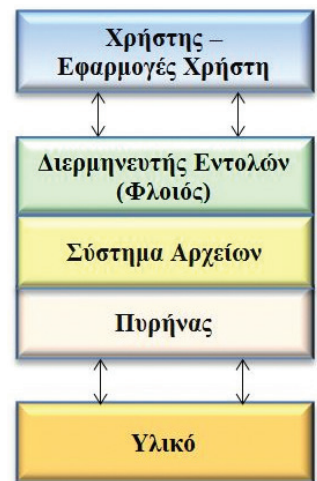 Χρήστης –
Εφαρμογές Χρήστη
Διερμηνευτής Εντολών
(Φλοιός)
Σύστημα Αρχείων
Πυρήνας
Υλικό